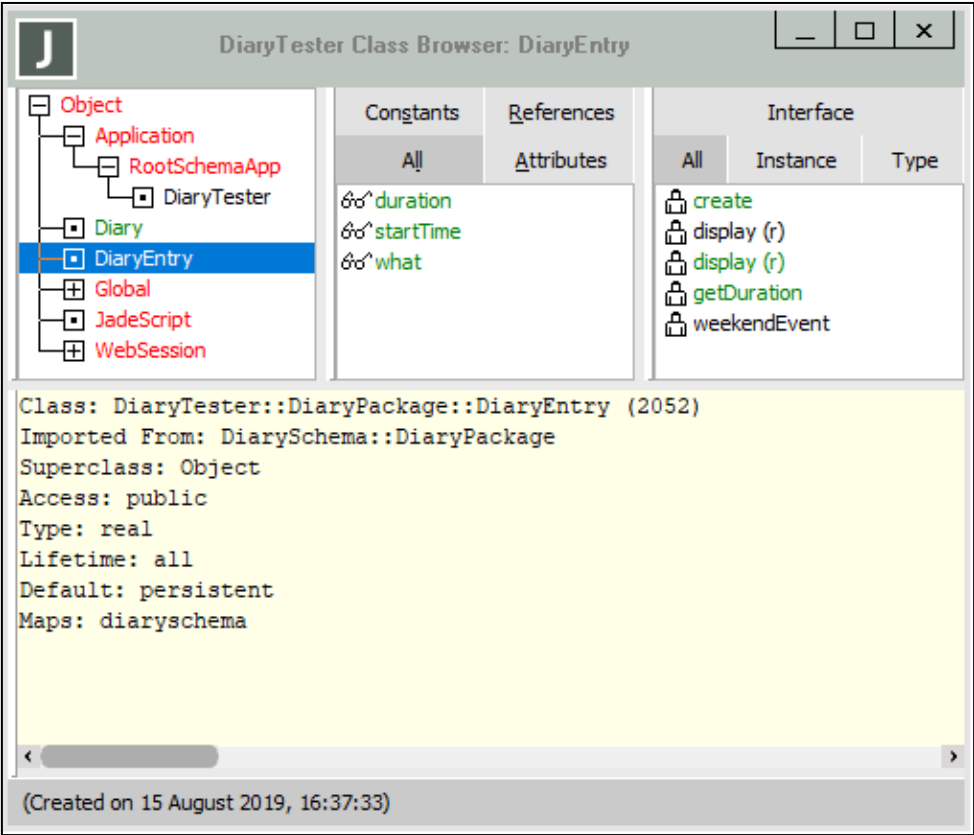 J
DiaryTester Class Browser: DiaryEntry
Object
Application
RootSchemaApp
DiaryTester
Diary
DiaryEntry
Global
JadeScript
WebSession
Constants References
All Attributes
duration
startTime
what
Interface
All Instance Type
create
display (r)
display (r)
getDuration
weekendEvent
Class: DiaryTester::DiaryPackage::DiaryEntry (2052)
Imported From: DiarySchema::DiaryPackage
Superclass: Object
Access: public
Type: real
Lifetime: all
Default: persistent
Maps: diaryschema
(Created on 15 August 2019, 16:37:33)